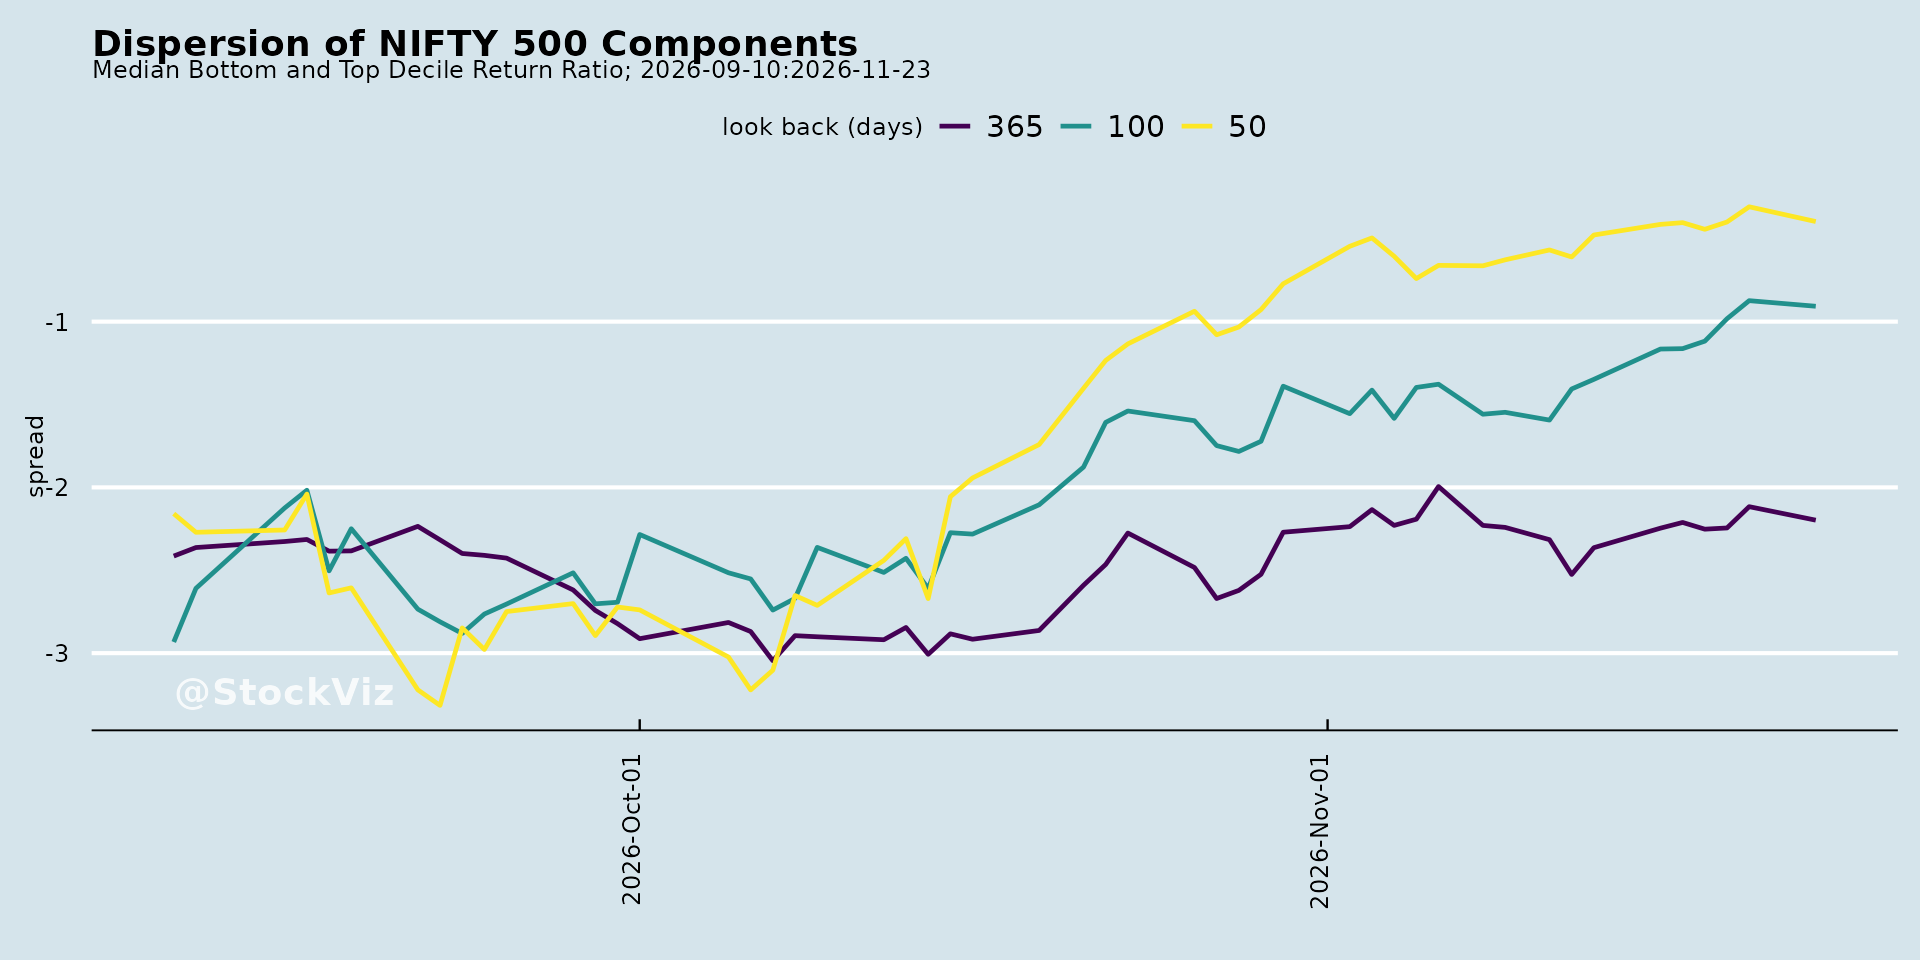 Dispersion of NIFTY 500 Components
Median Bottom and Top Decile Return Ratio; 2026-09-10:2026-11-23
look back (days) 365 100 50
-1
spread
-2
-3
@StockViz
2026-Oct-01
2026-Nov-01